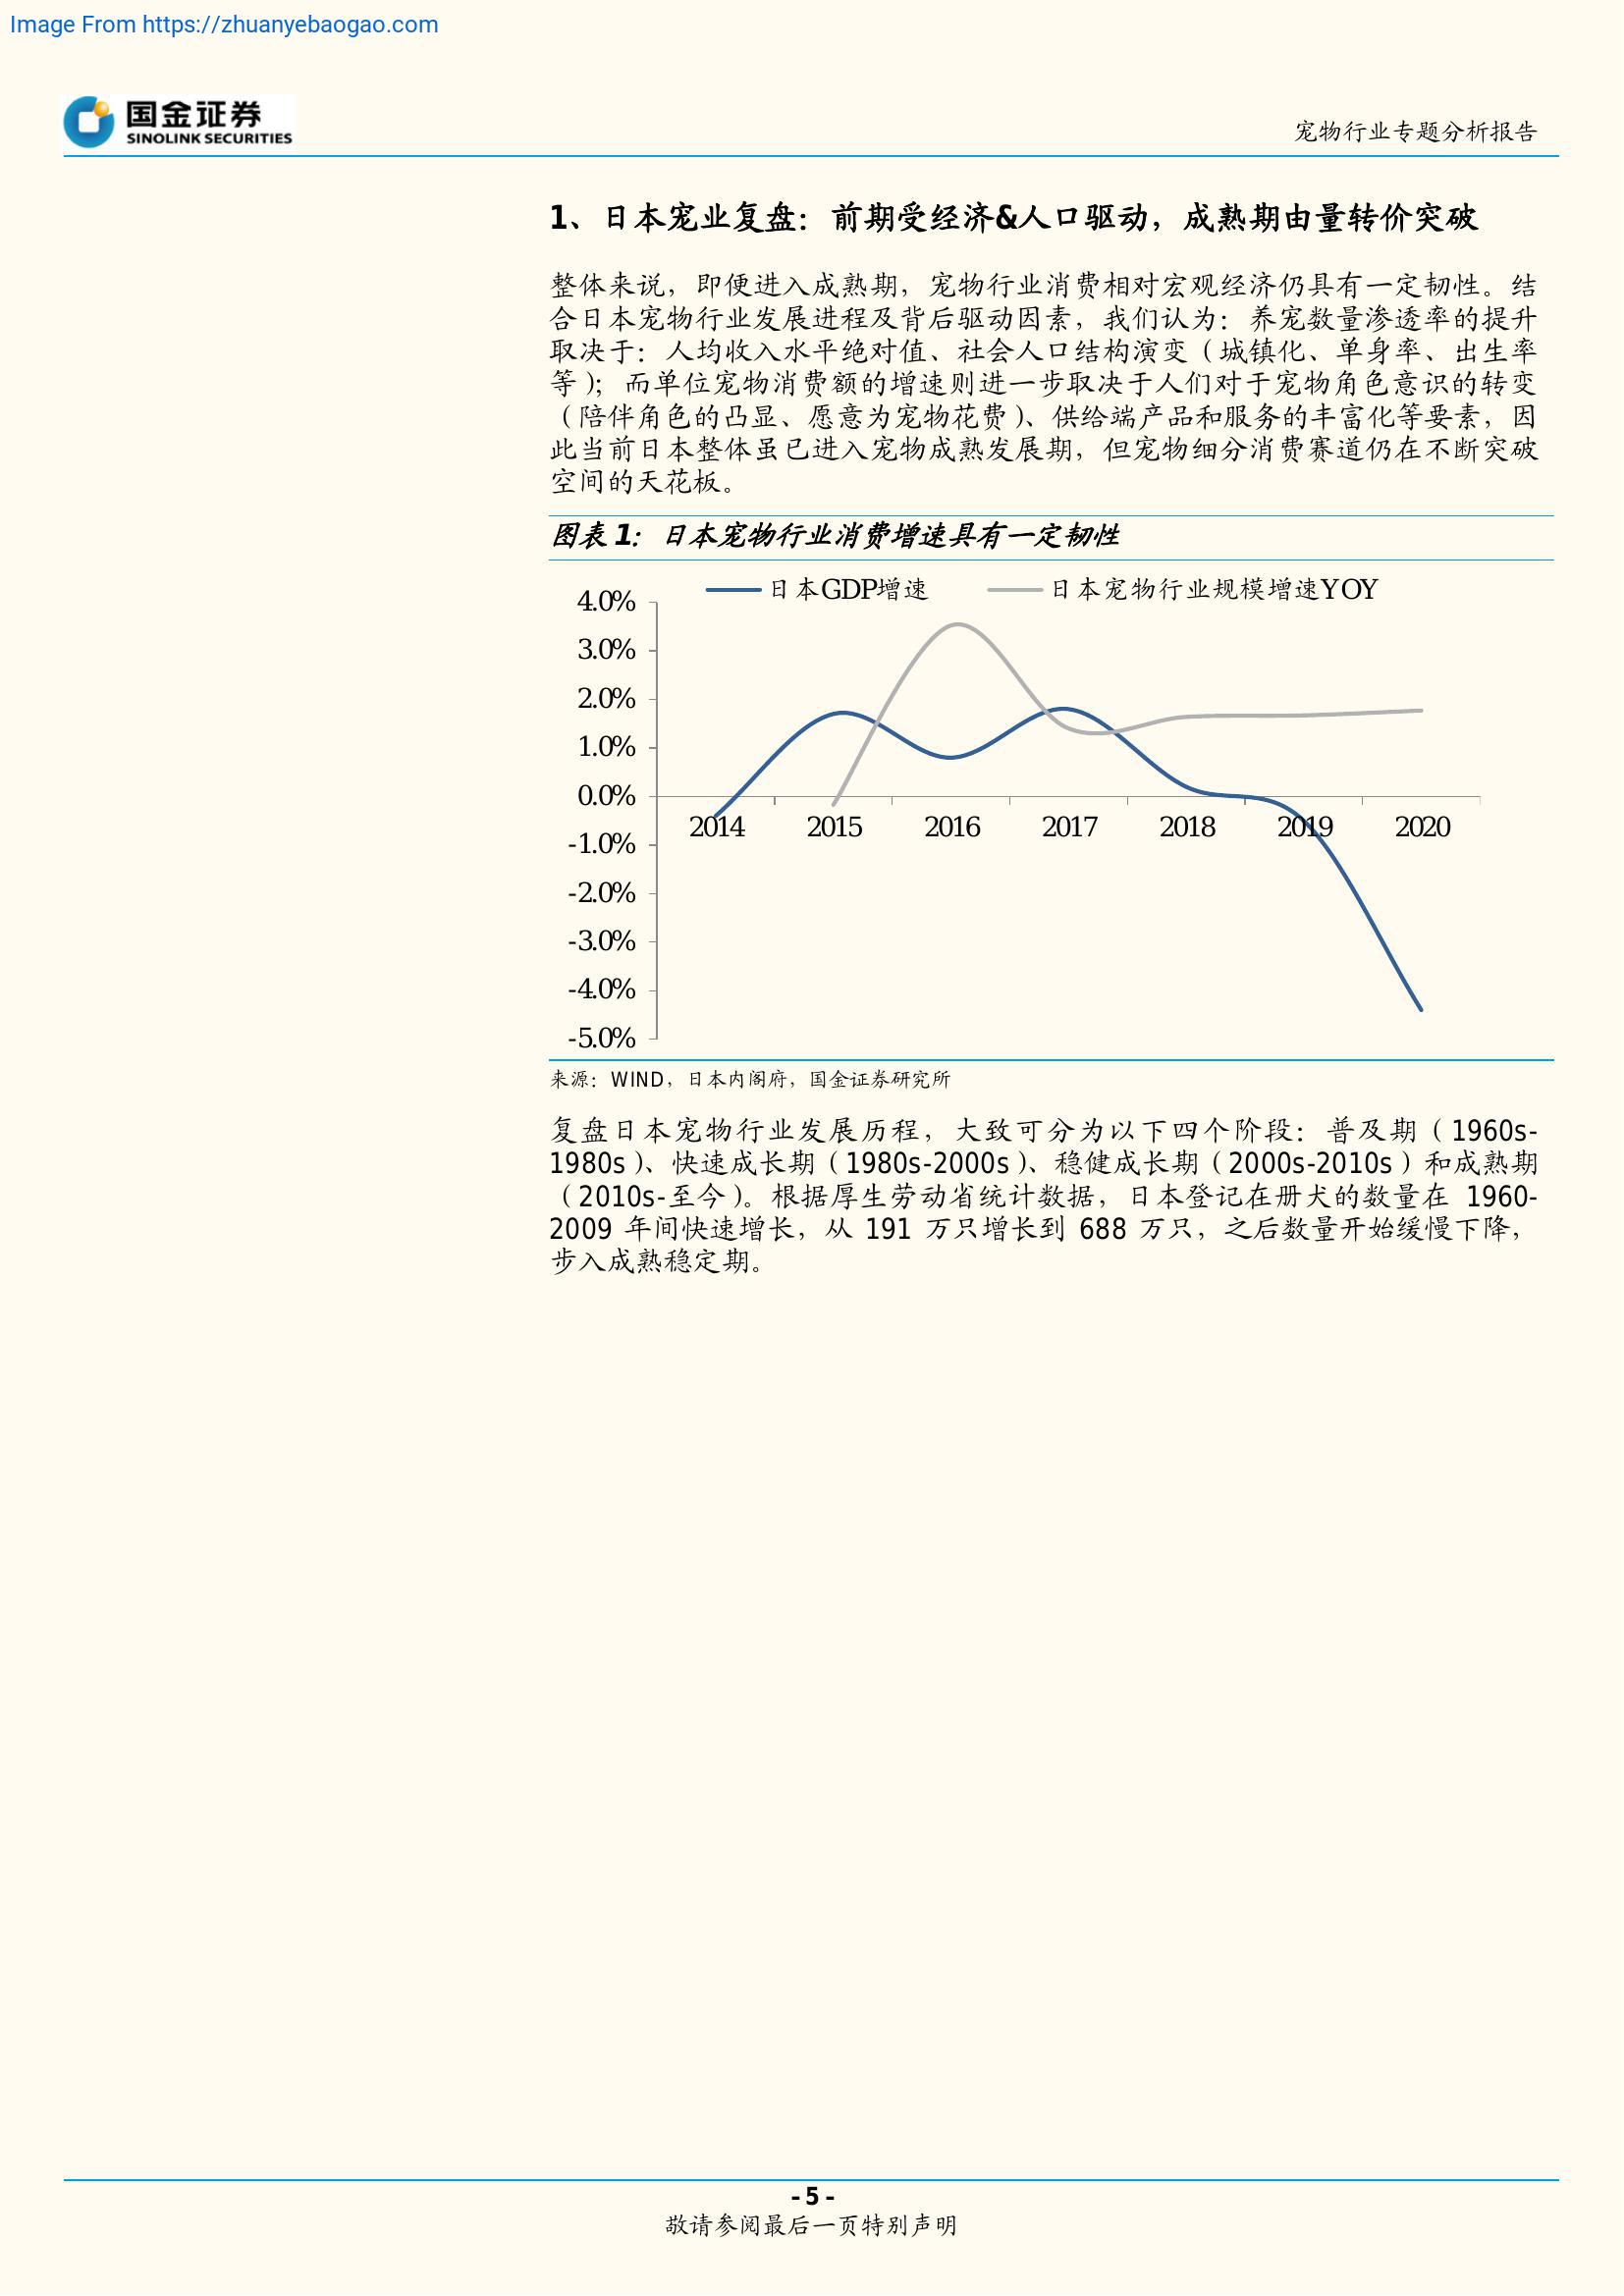 Image From https://zhuanyebaogao.com
国金证券
SINOLINK SECURITIES
宠物行业专题分析报告
1、日本宠业复盘：前期受经济&人口驱动，成熟期由量转价突破
整体来说，即便进入成熟期，宠物行业消费相对宏观经济仍具有一定韧性。结
合日本宠物行业发展进程及背后驱动因素，我们认为：养宠数量渗透率的提升
取决于：人均收入水平绝对值、社会人口结构演变（城镇化、单身率、出生率
等）；而单位宠物消费额的增速则进一步取决于人们对于宠物角色意识的转变
（陪伴角色的凸显、愿意为宠物花费）、供给端产品和服务的丰富化等要素，因
此当前日本整体虽已进入宠物成熟发展期，但宠物细分消费赛道仍在不断突破
空间的天花板。
图表 1：日本宠物行业消费增速具有一定韧性
日本GDP增速 日本宠物行业规模增速YOY
4.0%
3.0%
2.0%
1.0%
0.0%
2014 2015 2016 2017 2018 2019 2020
-1.0%
-2.0%
-3.0%
-4.0%
-5.0%
来源：WIND，日本内阁府，国金证券研究所
复盘日本宠物行业发展历程，大致可分为以下四个阶段：普及期（1960s-
1980s）、快速成长期（1980s-2000s）、稳健成长期（2000s-2010s）和成熟期
（2010s-至今）。根据厚生劳动省统计数据，日本登记在册犬的数量在 1960-
2009 年间快速增长，从 191 万只增长到 688 万只，之后数量开始缓慢下降，
步入成熟稳定期。
- 5 -
敬请参阅最后一页特别声明